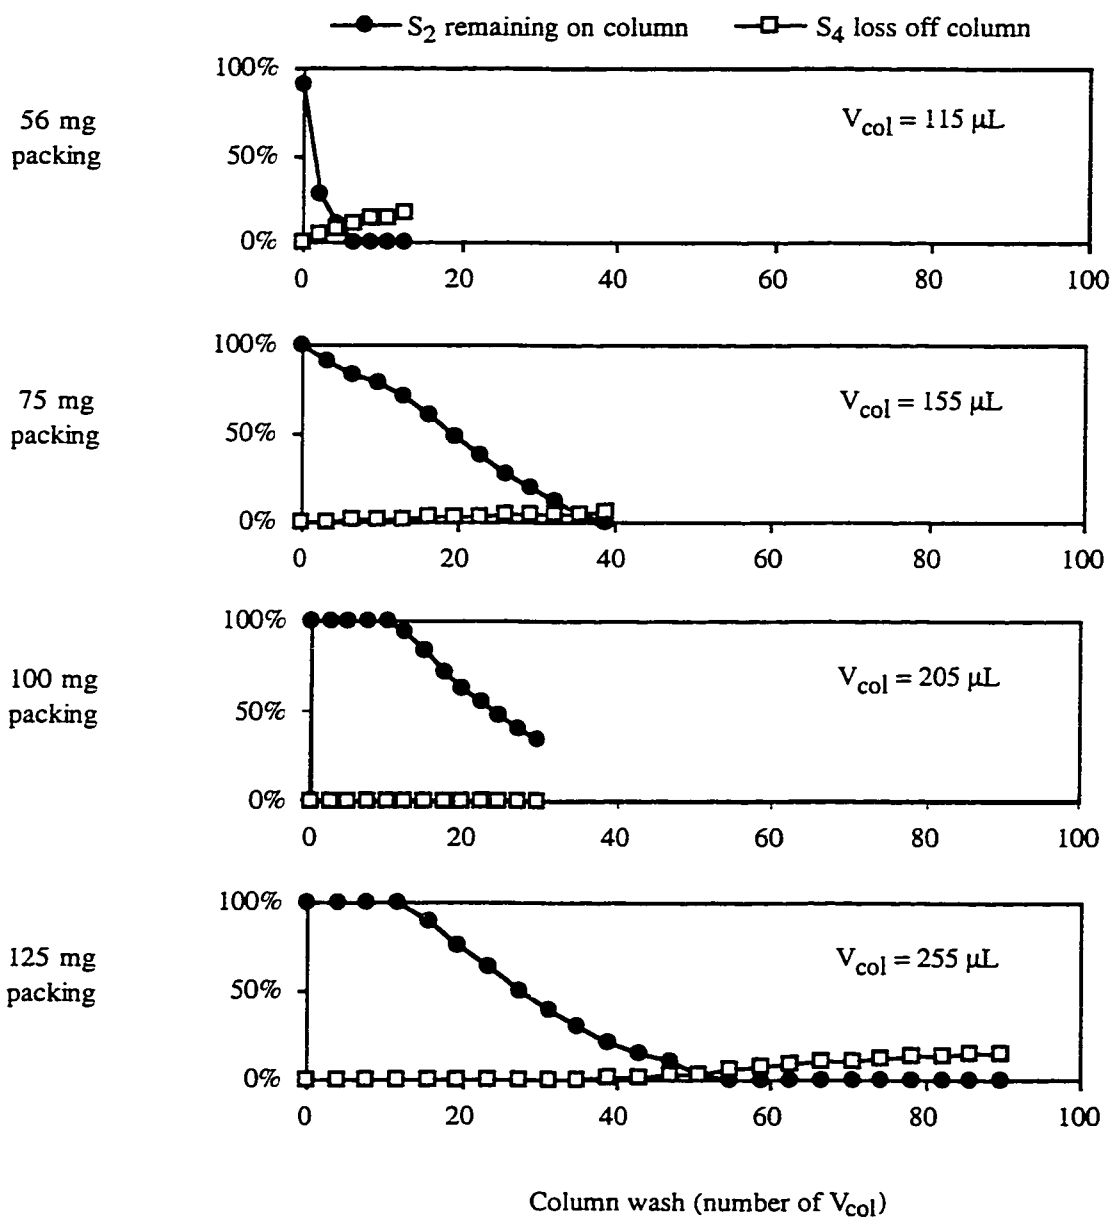 S2 remaining on column S4 loss off column
100%
56 mg
packing
Vcol = 115 µL
50%
0%
0 20 40 60 80 100
100%
75 mg
packing
Vcol = 155 µL
50%
0%
0 20 40 60 80 100
100%
100 mg
packing
Vcol = 205 µL
50%
0%
0 20 40 60 80 100
100%
125 mg
packing
Vcol = 255 µL
50%
0%
0 20 40 60 80 100
Column wash (number of Vcol)